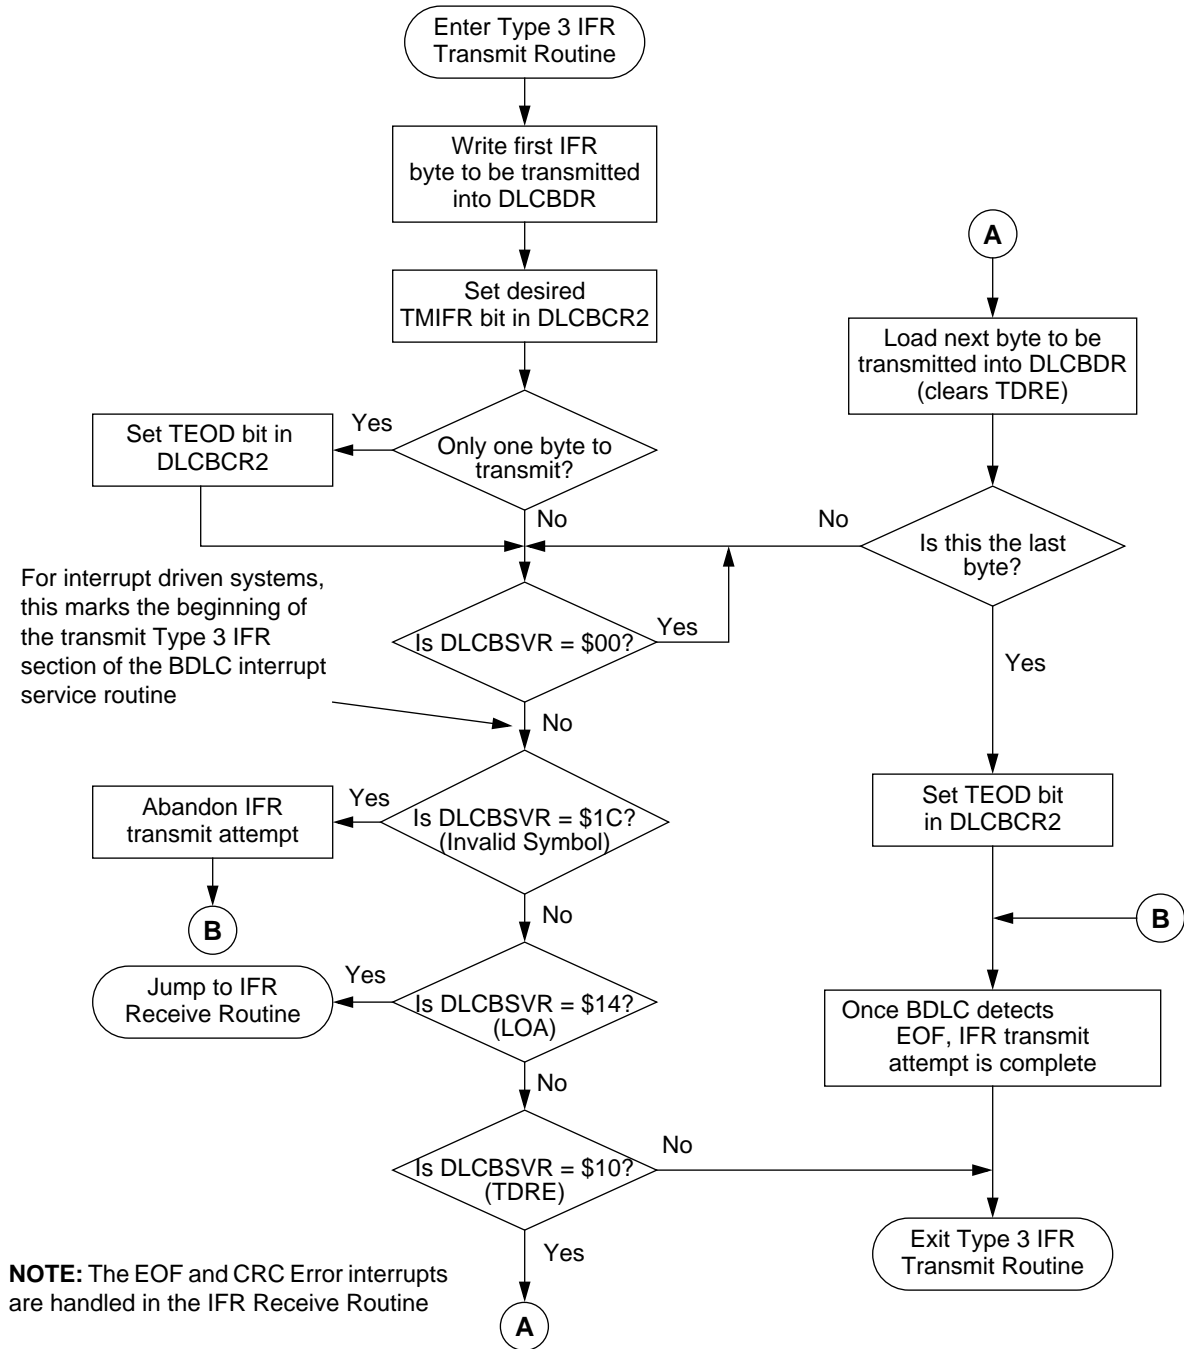 Enter Type 3 IFR
Transmit Routine
Write first IFR
byte to be transmitted
into DLCBDR
Set desired
TMIFR bit in DLCBCR2
Only one byte to
transmit?
Yes
Set TEOD bit in
DLCBCR2
No
For interrupt driven systems,
this marks the beginning of
the transmit Type 3 IFR
section of the BDLC interrupt
service routine
Is DLCBSVR = $00?
Yes
No
Is DLCBSVR = $1C?
(Invalid Symbol)
Yes
Abandon IFR
transmit attempt
B
No
Is DLCBSVR = $14?
(LOA)
Yes
Jump to IFR
Receive Routine
No
Is DLCBSVR = $10?
(TDRE)
No
Yes
A
NOTE: The EOF and CRC Error interrupts
are handled in the IFR Receive Routine
A
Load next byte to be
transmitted into DLCBDR
(clears TDRE)
Is this the last
byte?
No
Yes
Set TEOD bit
in DLCBCR2
B
Once BDLC detects
EOF, IFR transmit
attempt is complete
Exit Type 3 IFR
Transmit Routine